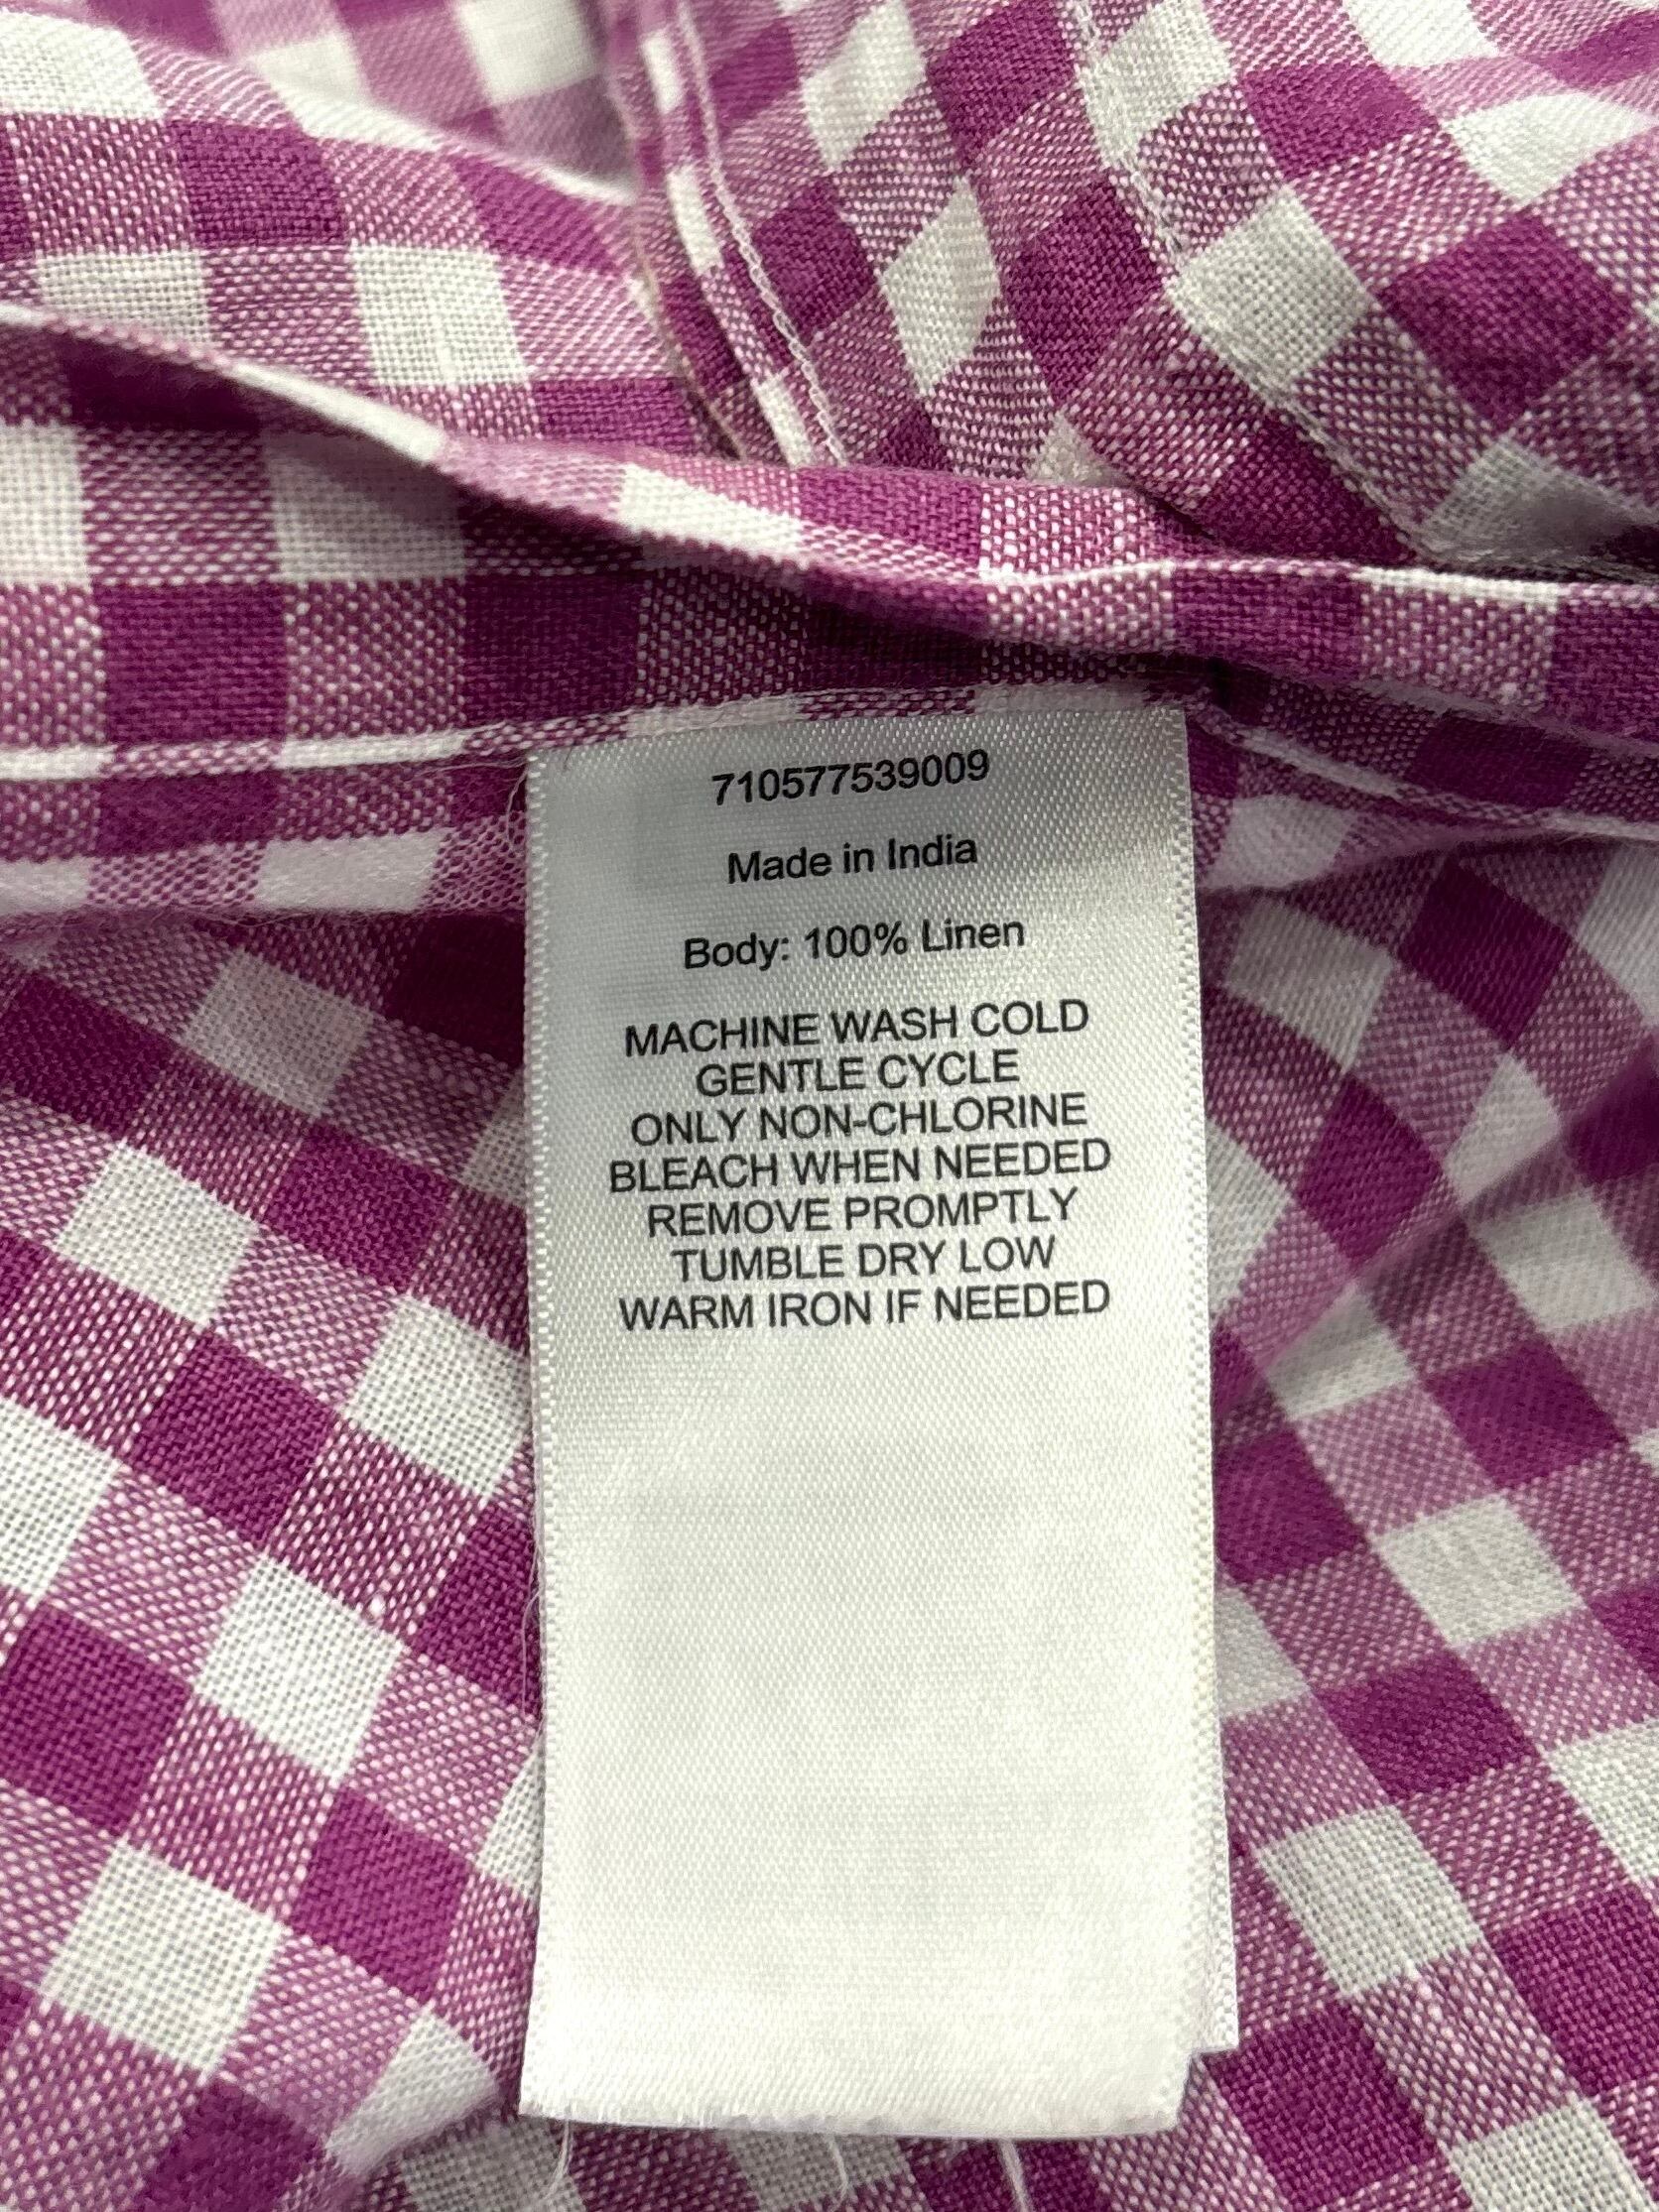 710577539009
Made in India
Body: 100% Linen
MACHINE WASH COLD
GENTLE CYCLE
ONLY NON-CHLORINE
BLEACH WHEN NEEDED
REMOVE PROMPTLY
TUMBLE DRY LOW
WARM IRON IF NEEDED